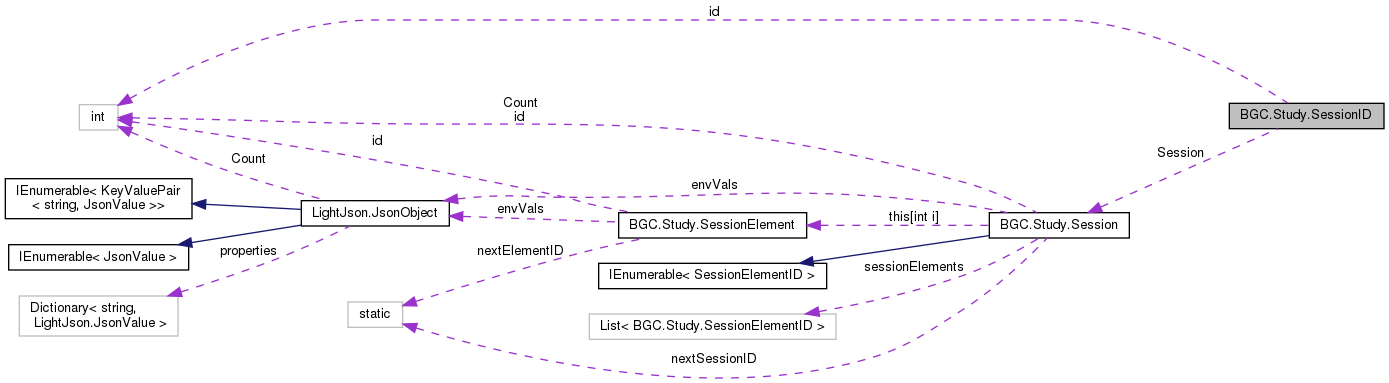 id
Count
id
int
BGC.Study.SessionID
id
Session
Count
IEnumerable< KeyValuePair
< string, JsonValue >>
envVals
LightJson.JsonObject
envVals
BGC.Study.SessionElement
this[int i]
BGC.Study.Session
IEnumerable< JsonValue >
properties
nextElementID
IEnumerable< SessionElementID >
sessionElements
Dictionary< string,
LightJson.JsonValue >
static
List< BGC.Study.SessionElementID >
nextSessionID